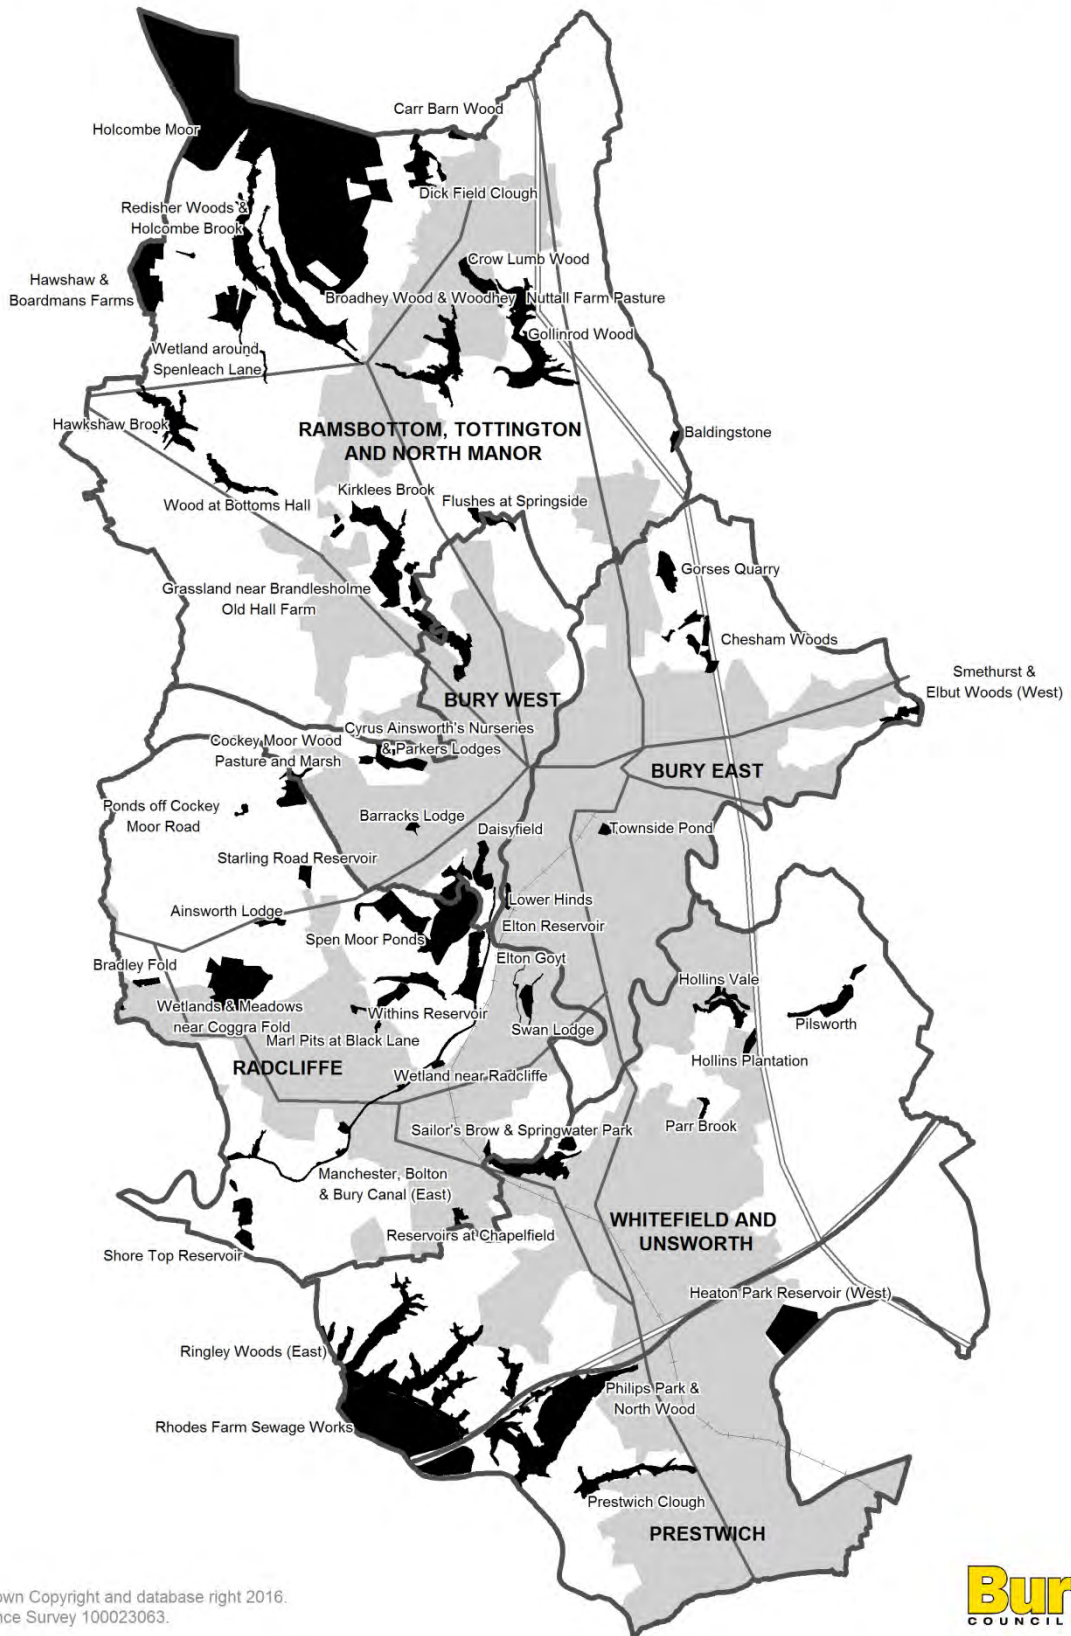 Carr Barn Wood
Holcombe Moor
Dick Field Clough
Redisher Woods &
Holcombe Brook
Crow Lumb Wood
Hawshaw &
Boardmans Farms
Broadhey Wood & Woodhey
Nuttall Farm Pasture
Gollinrod Wood
Wetland around
Spenleach Lane
Hawkshaw Brook
RAMSBOTTOM, TOTTINGTON
AND NORTH MANOR
Baldingstone
Kirklees Brook
Wood at Bottoms Hall
Flushes at Springside
Gorses Quarry
Grassland near Brandlesholme
Old Hall Farm
Chesham Woods
Smethurst &
Elbut Woods (West)
BURY WEST
Cyrus Ainsworth's Nurseries
& Parkers Lodges
Cockey Moor Wood
Pasture and Marsh
BURY EAST
Ponds off Cockey
Moor Road
Barracks Lodge
Daisyfield
Townside Pond
Starling Road Reservoir
Lower Hinds
Ainsworth Lodge
Elton Reservoir
Spen Moor Ponds
Elton Goyt
Bradley Fold
Hollins Vale
Wetlands & Meadows
near Coggra Fold
Withins Reservoir
Pilsworth
Swan Lodge
Marl Pits at Black Lane
Hollins Plantation
RADCLIFFE
Wetland near Radcliffe
Sailor's Brow & Springwater Park
Parr Brook
Manchester, Bolton
& Bury Canal (East)
WHITEFIELD AND
UNSWORTH
Reservoirs at Chapelfield
Shore Top Reservoir
Heaton Park Reservoir (West)
Ringley Woods (East)
Philips Park &
North Wood
Rhodes Farm Sewage Works
Prestwich Clough
PRESTWICH
own Copyright and database right 2016.
nce Survey 100023063.
Bur
COUNCIL